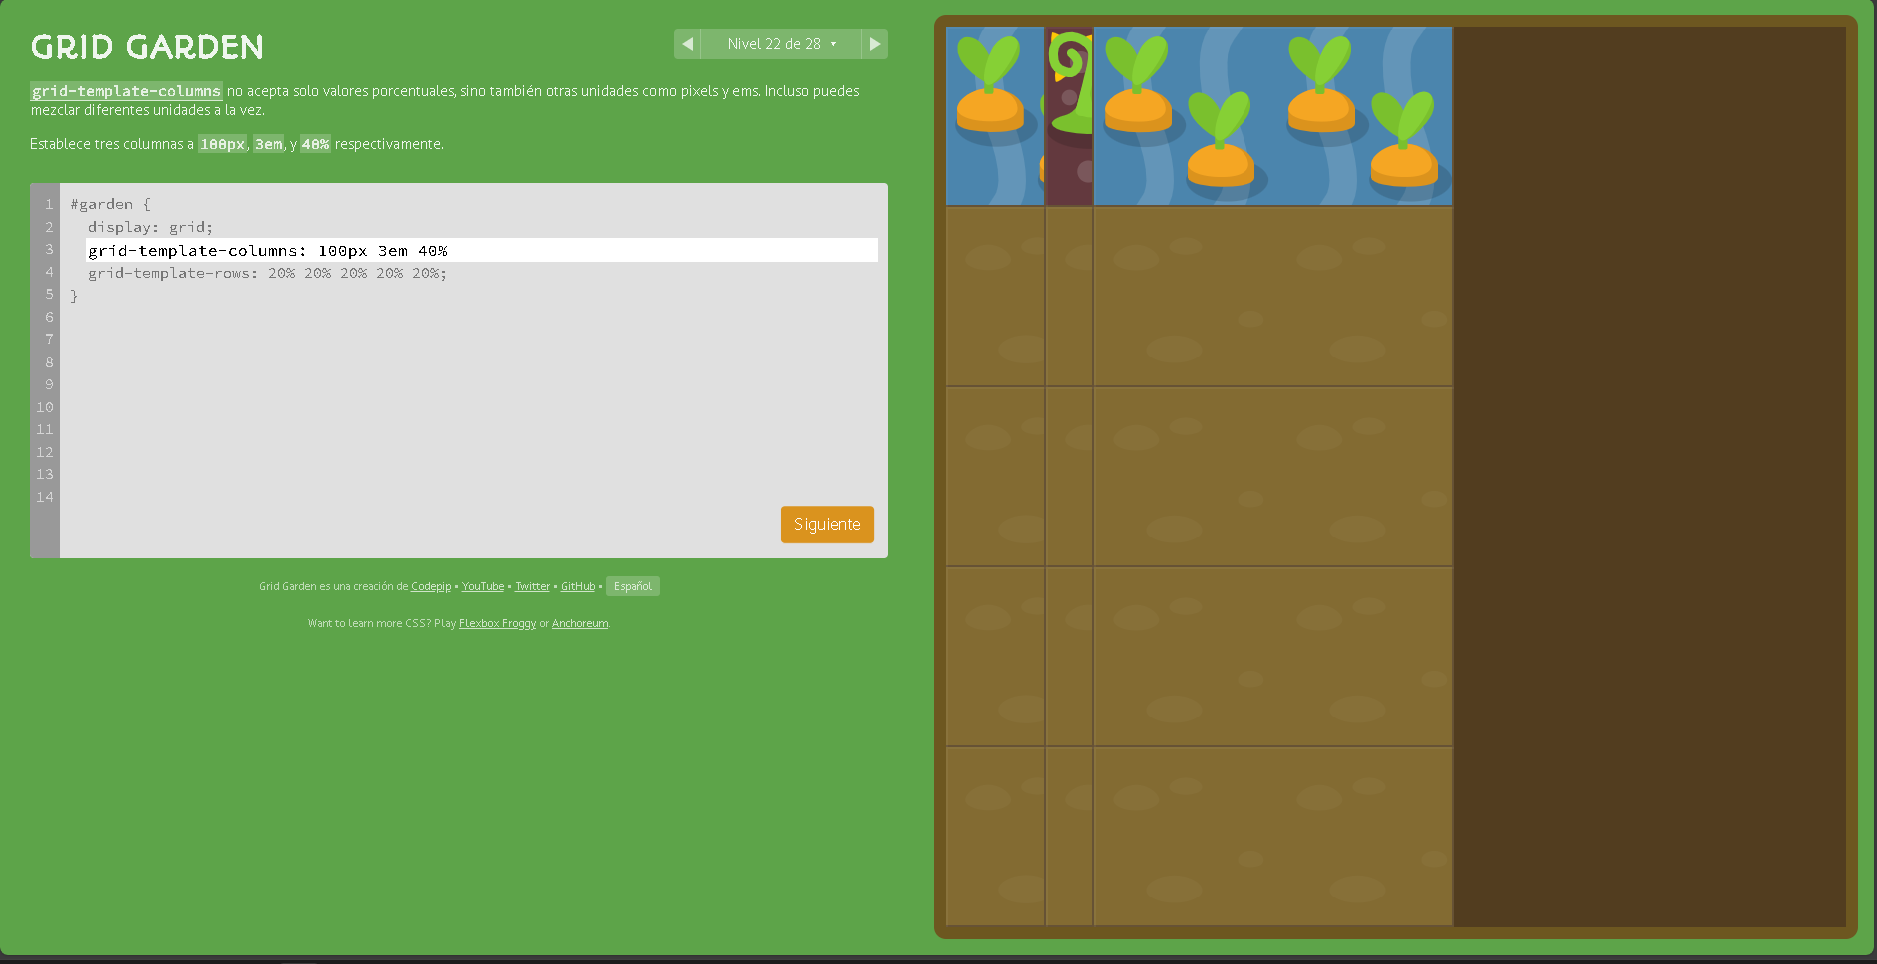 GRID GARDEN
◀ Nivel 22 de 28 ▾ ▶
grid-template-columns no acepta solo valores porcentuales, sino también otras unidades como pixels y ems. Incluso puedes
mezclar diferentes unidades a la vez.
Establece tres columnas a 100px, 3em, y 40% respectivamente.
1 #garden {
2 display: grid;
3 grid-template-columns: 100px 3em 40%
4 grid-template-rows: 20% 20% 20% 20% 20%;
5 }
6
7
8
9
10
11
12
13
14
Siguiente
Grid Garden es una creación de Codepip • YouTube • Twitter • GitHub • Español
Want to learn more CSS? Play Flexbox Froggy or Anchoreum.